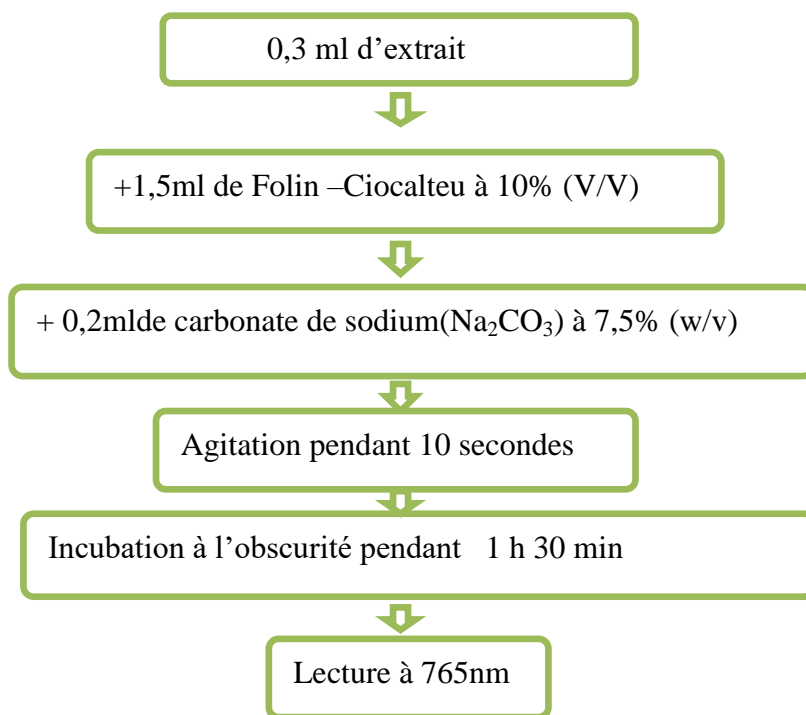 0,3 ml d’extrait
+1,5ml de Folin –Ciocalteu à 10% (V/V)
+ 0,2mlde carbonate de sodium(Na₂CO₃) à 7,5% (w/v)
Agitation pendant 10 secondes
Incubation à l’obscurité pendant 1 h 30 min
Lecture à 765nm